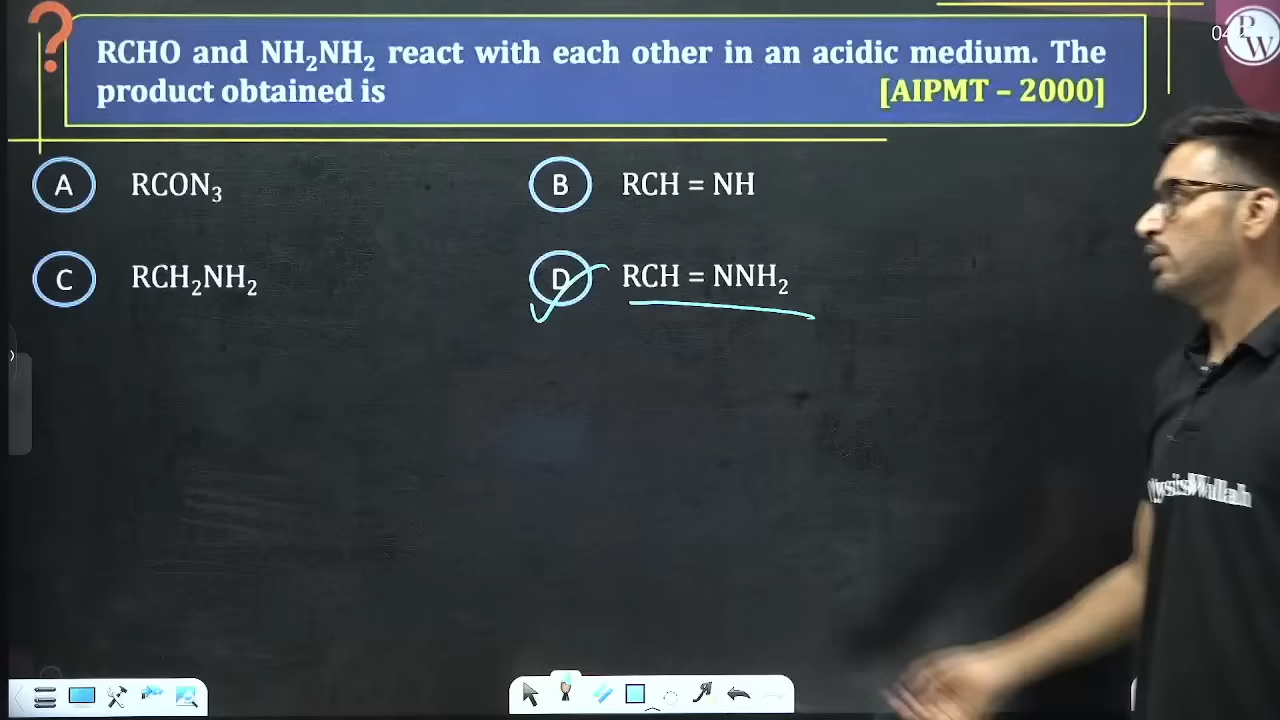 RCHO and NH₂NH₂ react with each other in an acidic medium. The
product obtained is [AIPMT – 2000]
A RCON₃
B RCH = NH
C RCH₂NH₂
D RCH = NNH₂
P
W